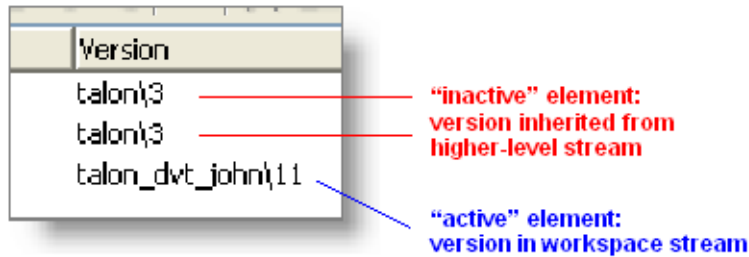 Version
talon\3
talon\3
talon_dvt_john\11
“inactive” element:
version inherited from
higher-level stream
“active” element:
version in workspace stream